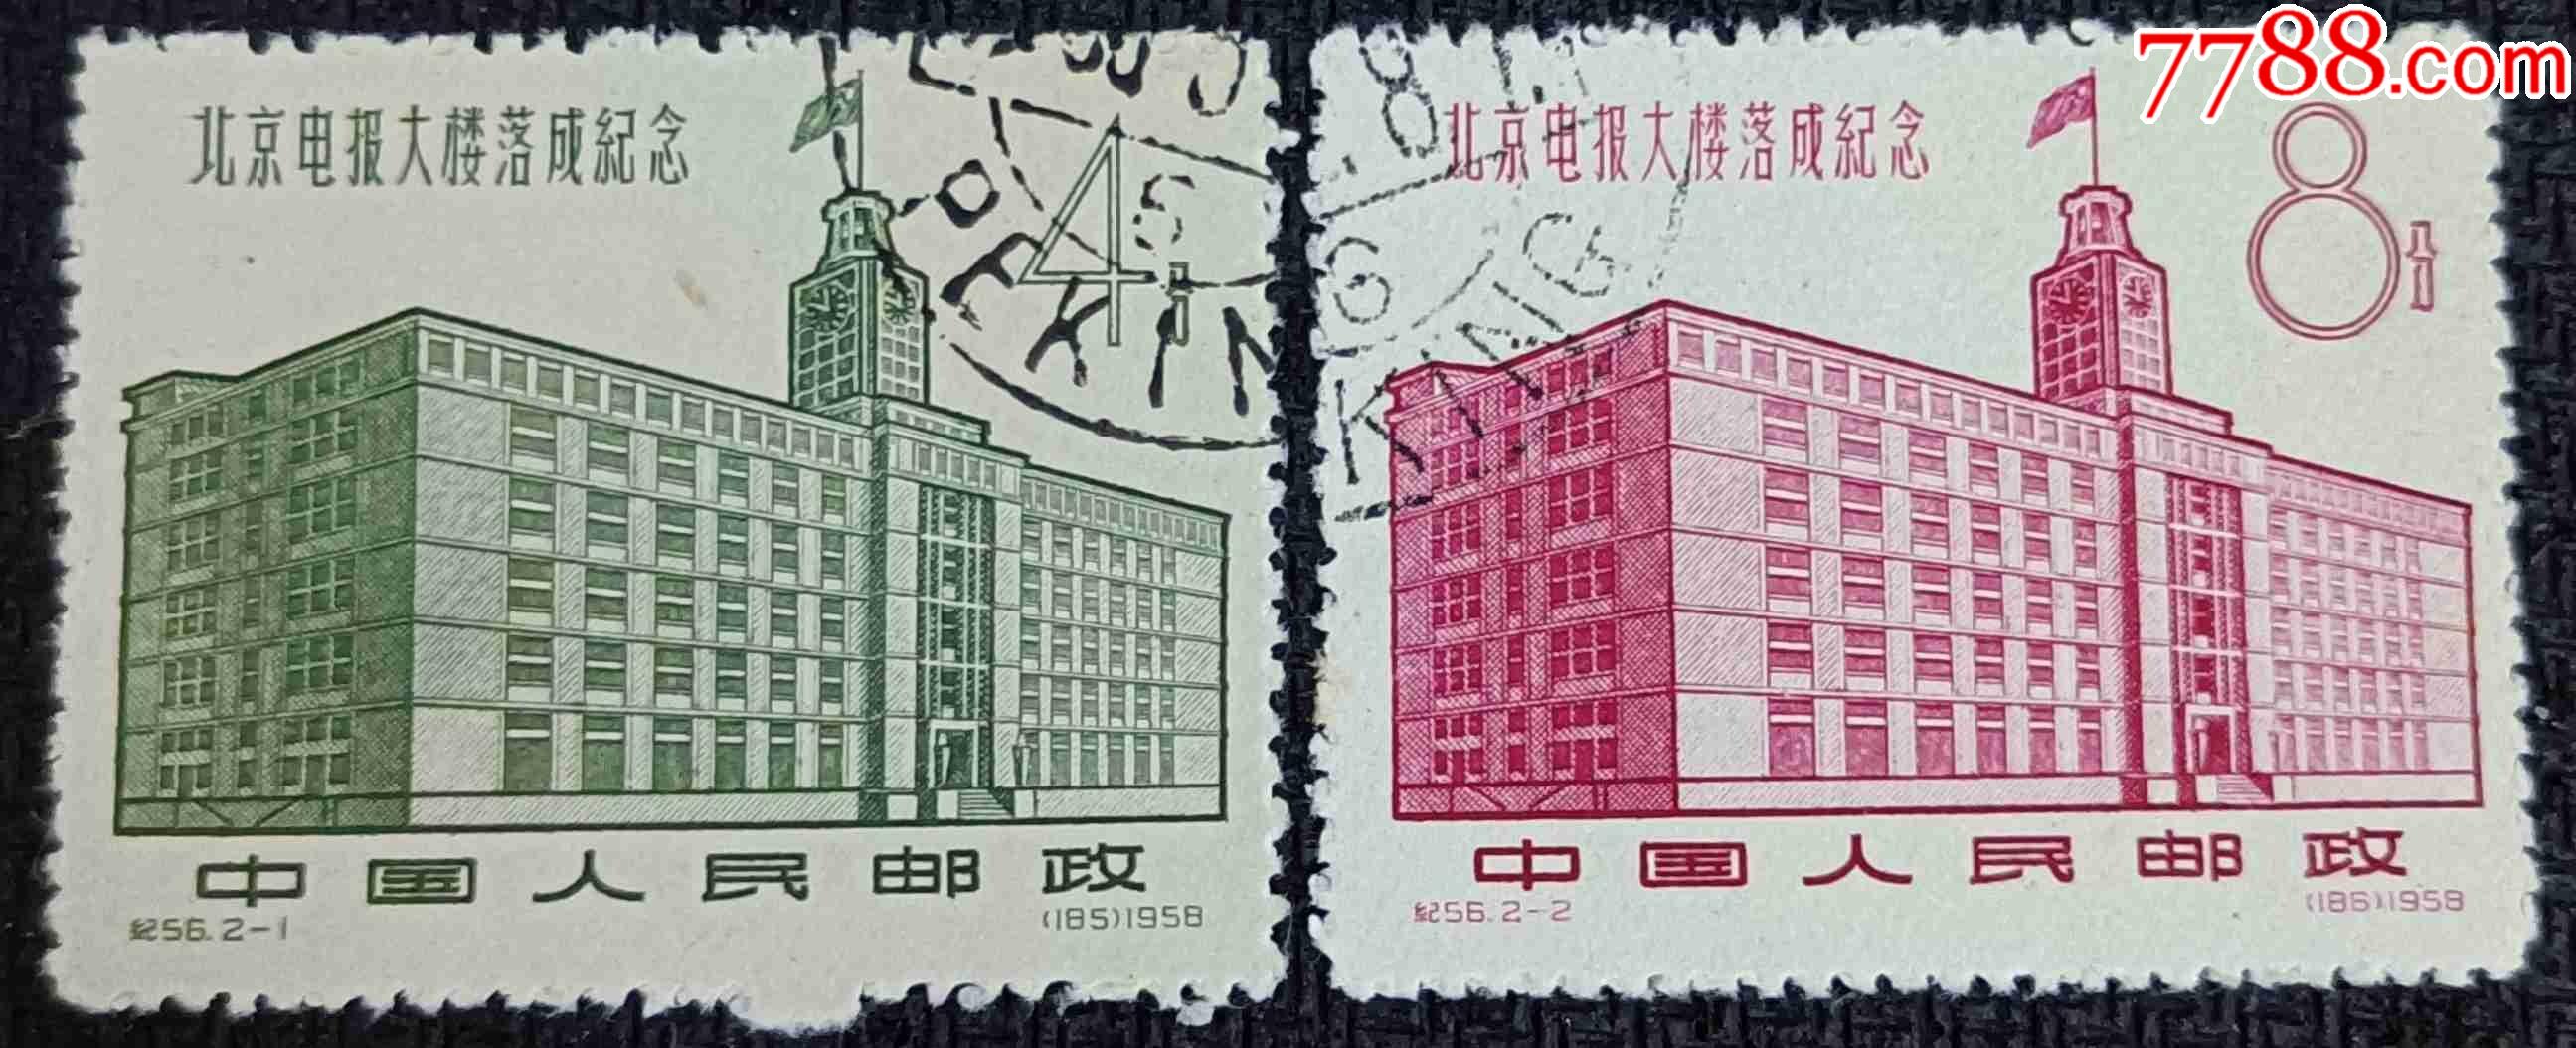 7788.com
北京电报大楼落成紀念
4分
中国人民邮政
紀56.2-1
(185)1958
PEKIN
北京电报大楼落成紀念
8分
中国人民邮政
紀56.2-2
(186)1958
KING